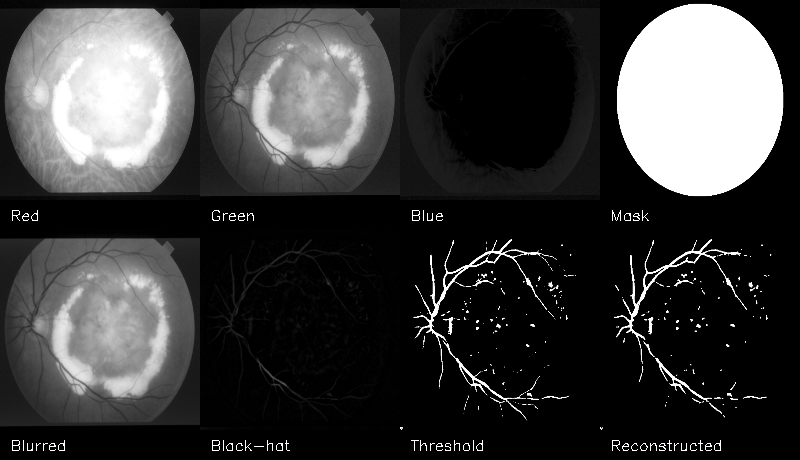 Red
Green
Blue
Mask
Blurred
Black-hat
Threshold
Reconstructed